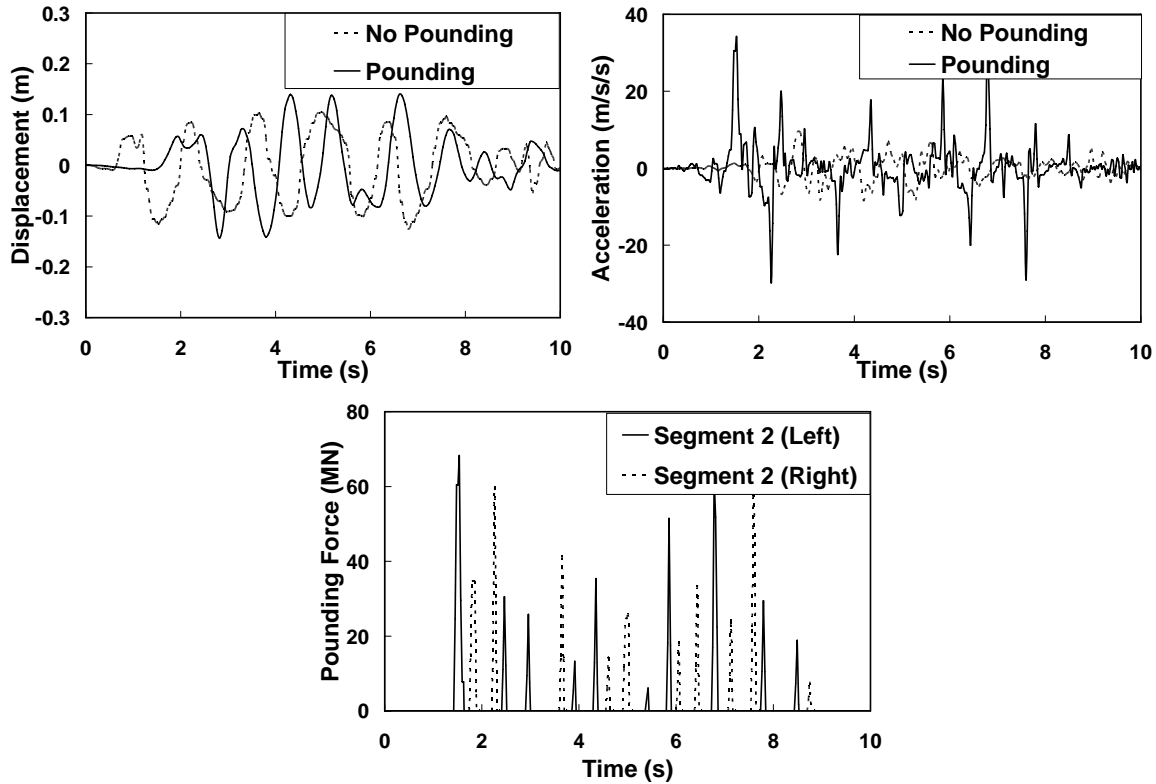 0.3
0.2
0.1
0
-0.1
-0.2
-0.3
Displacement (m)
No Pounding
Pounding
0 2 4 6 8 10
Time (s)
40
20
0
-20
-40
Acceleration (m/s/s)
No Pounding
Pounding
0 2 4 6 8 10
Time (s)
80
60
40
20
0
Pounding Force (MN)
Segment 2 (Left)
Segment 2 (Right)
0 2 4 6 8 10
Time (s)